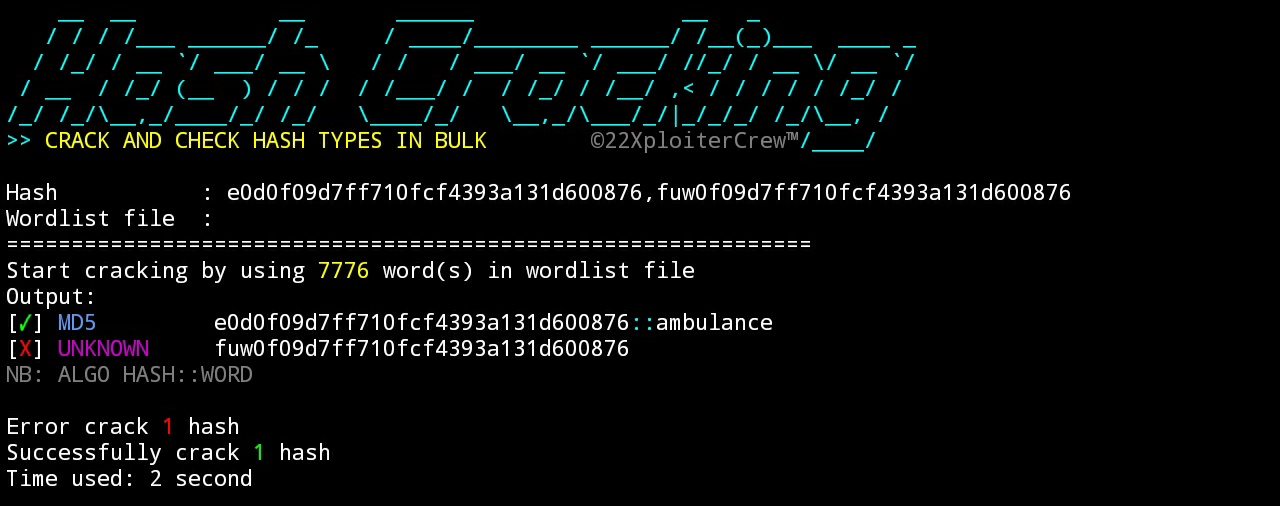 Hash Cracking
>> CRACK AND CHECK HASH TYPES IN BULK ©22XploiterCrew™
Hash : e0d0f09d7ff710fcf4393a131d600876,fuw0f09d7ff710fcf4393a131d600876
Wordlist file :
==============================================================
Start cracking by using 7776 word(s) in wordlist file
Output:
[✓] MD5 e0d0f09d7ff710fcf4393a131d600876::ambulance
[X] UNKNOWN fuw0f09d7ff710fcf4393a131d600876
NB: ALGO HASH::WORD
Error crack 1 hash
Successfully crack 1 hash
Time used: 2 second